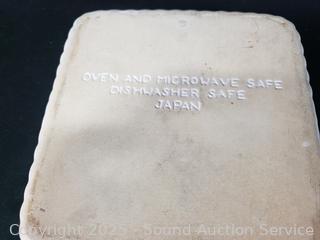 OVEN AND MICROWAVE SAFE
DISHWASHER SAFE
JAPAN
Copyright 2025 - Sound Auction Service